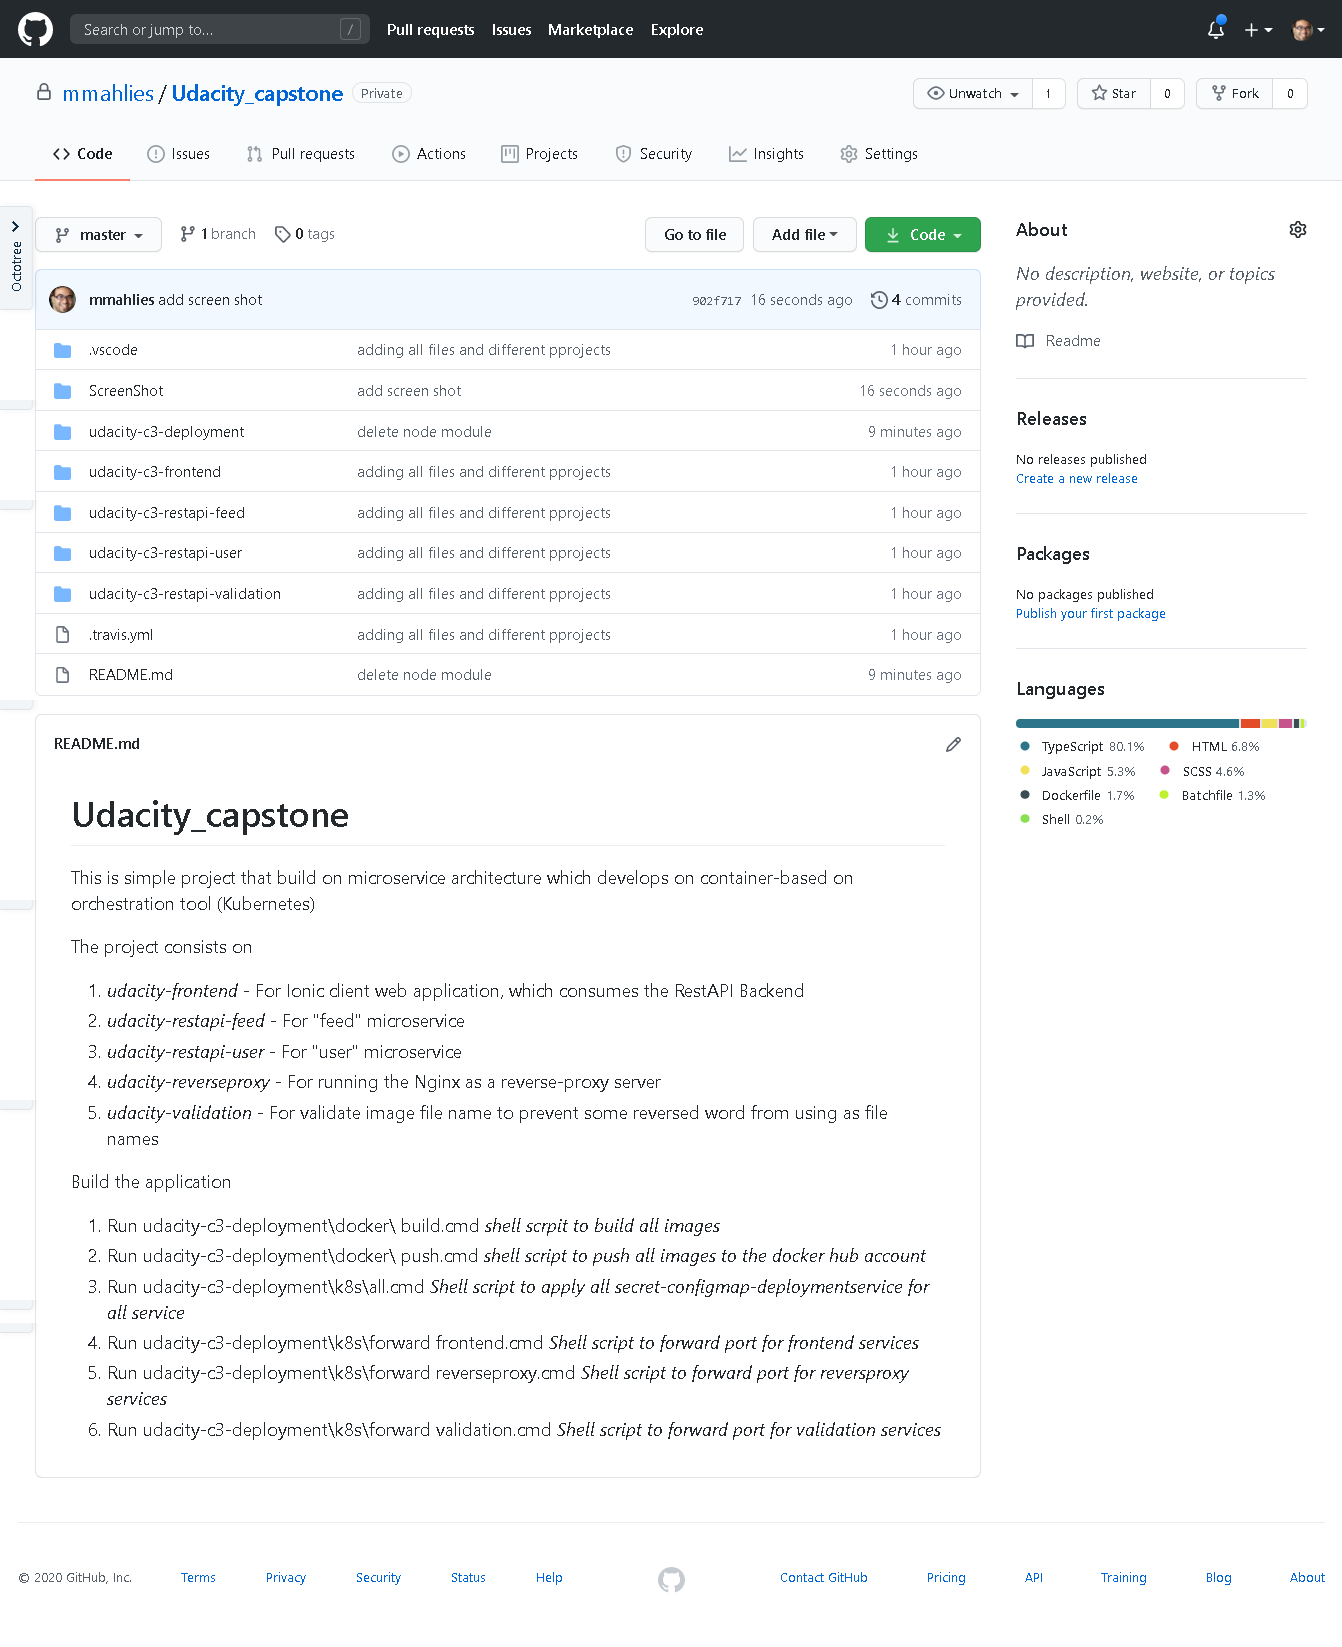 Search or jump to... / Pull requests Issues Marketplace Explore
mmahlies / Udacity_capstone Private Unwatch 1 Star 0 Fork 0
Code Issues Pull requests Actions Projects Security Insights Settings
Octotree
master 1 branch 0 tags Go to file Add file Code
mmahlies add screen shot 902f717 16 seconds ago 4 commits
.vscode adding all files and different pprojects 1 hour ago
ScreenShot add screen shot 16 seconds ago
udacity-c3-deployment delete node module 9 minutes ago
udacity-c3-frontend adding all files and different pprojects 1 hour ago
udacity-c3-restapi-feed adding all files and different pprojects 1 hour ago
udacity-c3-restapi-user adding all files and different pprojects 1 hour ago
udacity-c3-restapi-validation adding all files and different pprojects 1 hour ago
.travis.yml adding all files and different pprojects 1 hour ago
README.md delete node module 9 minutes ago
README.md
Udacity_capstone
This is simple project that build on microservice architecture which develops on container-based on
orchestration tool (Kubernetes)
The project consists on
1. udacity-frontend - For Ionic client web application, which consumes the RestAPI Backend
2. udacity-restapi-feed - For "feed" microservice
3. udacity-restapi-user - For "user" microservice
4. udacity-reverseproxy - For running the Nginx as a reverse-proxy server
5. udacity-validation - For validate image file name to prevent some reversed word from using as file
names
Build the application
1. Run udacity-c3-deployment\docker\ build.cmd shell scrpit to build all images
2. Run udacity-c3-deployment\docker\ push.cmd shell script to push all images to the docker hub account
3. Run udacity-c3-deployment\k8s\all.cmd Shell script to apply all secret-configmap-deploymentservice for
all service
4. Run udacity-c3-deployment\k8s\forward frontend.cmd Shell script to forward port for frontend services
5. Run udacity-c3-deployment\k8s\forward reverseproxy.cmd Shell script to forward port for reversproxy
services
6. Run udacity-c3-deployment\k8s\forward validation.cmd Shell script to forward port for validation services
About
No description, website, or topics
provided.
Readme
Releases
No releases published
Create a new release
Packages
No packages published
Publish your first package
Languages
TypeScript 80.1% HTML 6.8%
JavaScript 5.3% SCSS 4.6%
Dockerfile 1.7% Batchfile 1.3%
Shell 0.2%
© 2020 GitHub, Inc. Terms Privacy Security Status Help Contact GitHub Pricing API Training Blog About